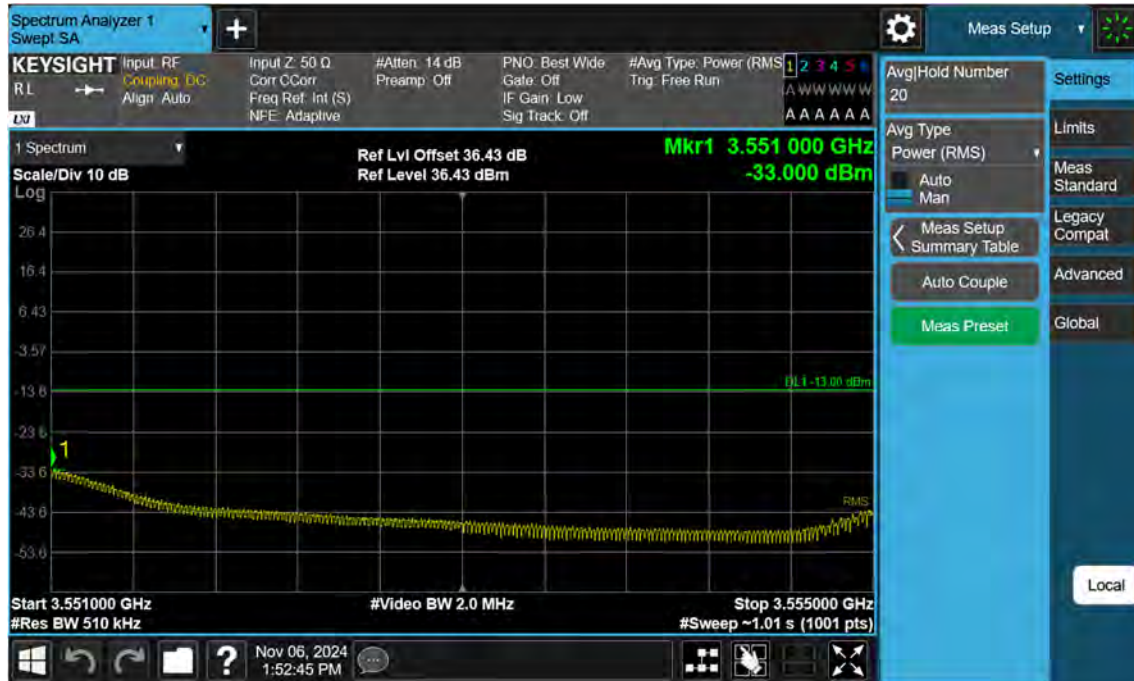 Spectrum Analyzer 1
Swept SA
Meas Setup
KEYSIGHT
RL
LXI
Input: RF
Coupling: DC
Align: Auto
Input Z: 50 Ω
Corr CCorr
Freq Ref: Int (S)
NFE: Adaptive
#Atten: 14 dB
Preamp: Off
PNO: Best Wide
Gate: Off
IF Gain: Low
Sig Track: Off
#Avg Type: Power (RMS
Trig: Free Run
1 2 3 4 5 6
A W W W W W
A A A A A A
1 Spectrum
Scale/Div 10 dB
Log
Ref Lvl Offset 36.43 dB
Ref Level 36.43 dBm
Mkr1 3.551 000 GHz
-33.000 dBm
26.4
16.4
6.43
-3.57
-13.6
-23.6
-33.6
-43.6
-53.6
DL1 -13.00 dBm
1
RMS
Start 3.551000 GHz
#Res BW 510 kHz
#Video BW 2.0 MHz
Stop 3.555000 GHz
#Sweep ~1.01 s (1001 pts)
Avg|Hold Number
20
Avg Type
Power (RMS)
Auto
Man
Meas Setup
Summary Table
Auto Couple
Meas Preset
Settings
Limits
Meas
Standard
Legacy
Compat
Advanced
Global
Local
?
Nov 06, 2024
1:52:45 PM